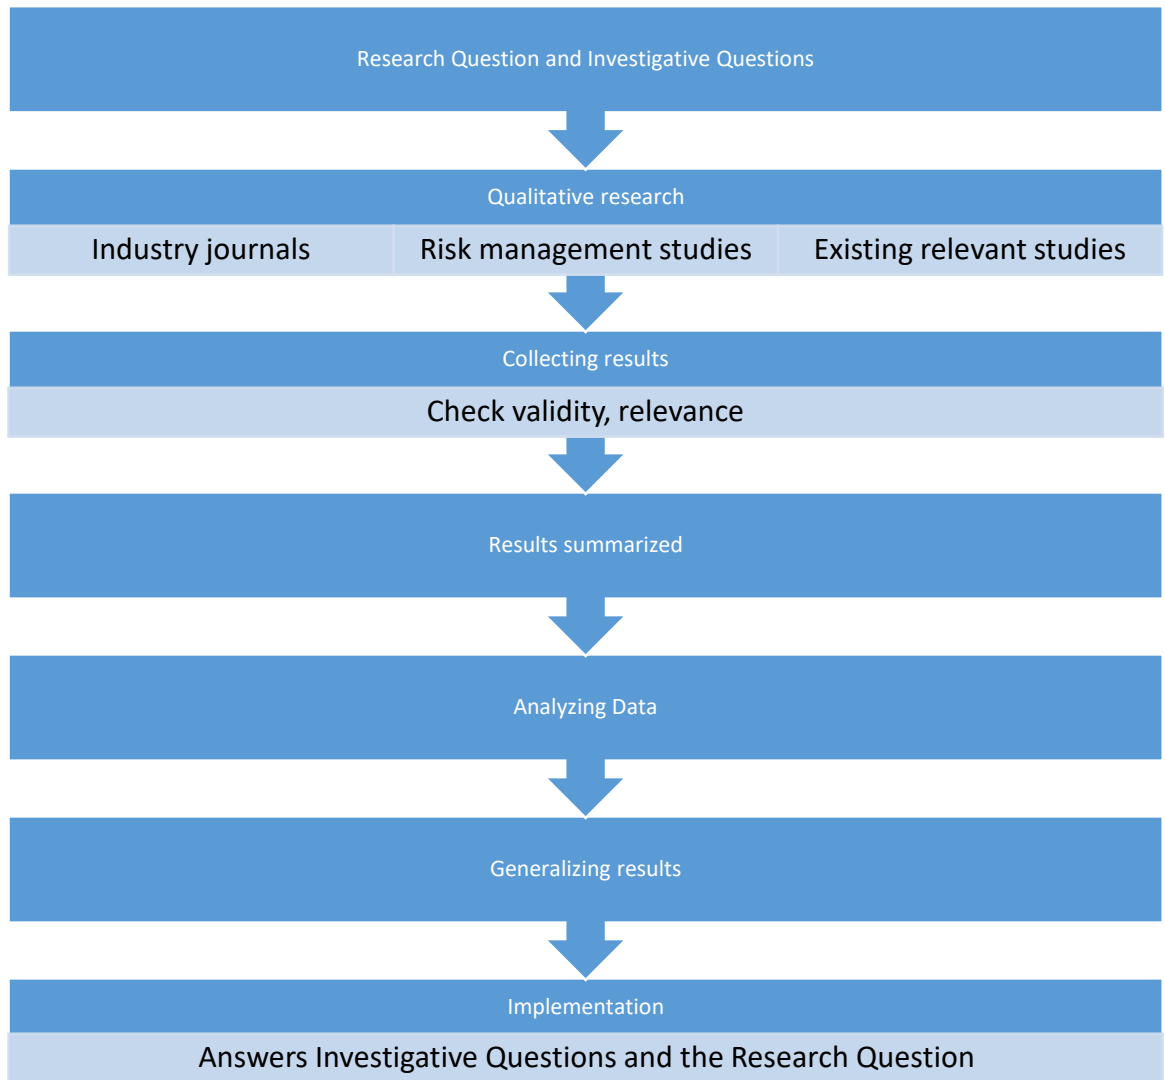 Research Question and Investigative Questions
Qualitative research
Industry journals
Risk management studies
Existing relevant studies
Collecting results
Check validity, relevance
Results summarized
Analyzing Data
Generalizing results
Implementation
Answers Investigative Questions and the Research Question